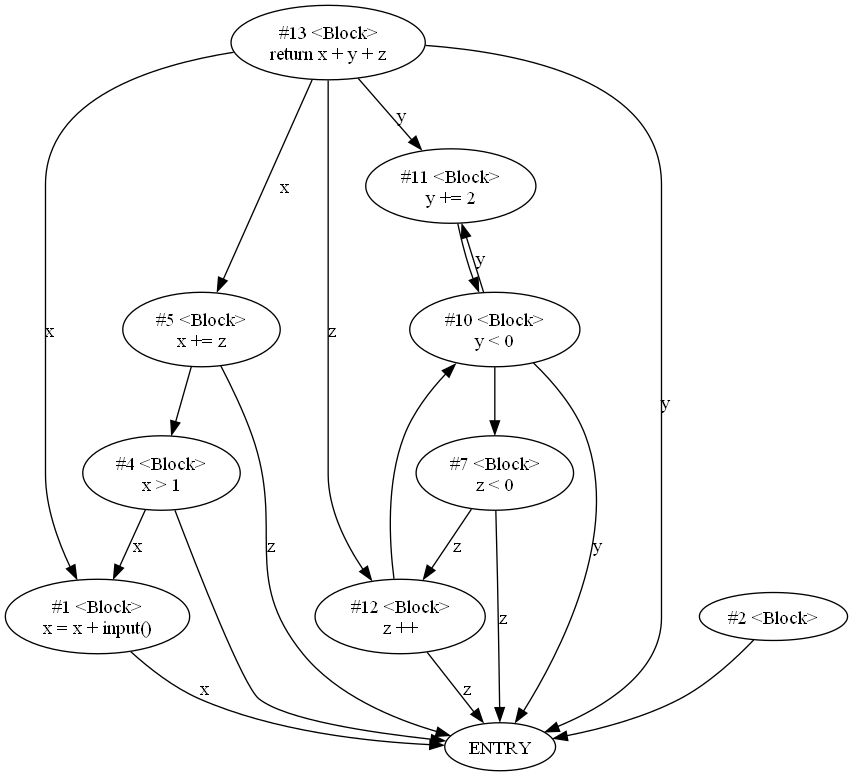 #13 <Block>
return x + y + z
y
#11 <Block>
y += 2
x
y
#5 <Block>
x += z
#10 <Block>
y < 0
x
z
y
#4 <Block>
x > 1
#7 <Block>
z < 0
x
z
z
y
#1 <Block>
x = x + input()
#12 <Block>
z ++
z
#2 <Block>
x
z
ENTRY